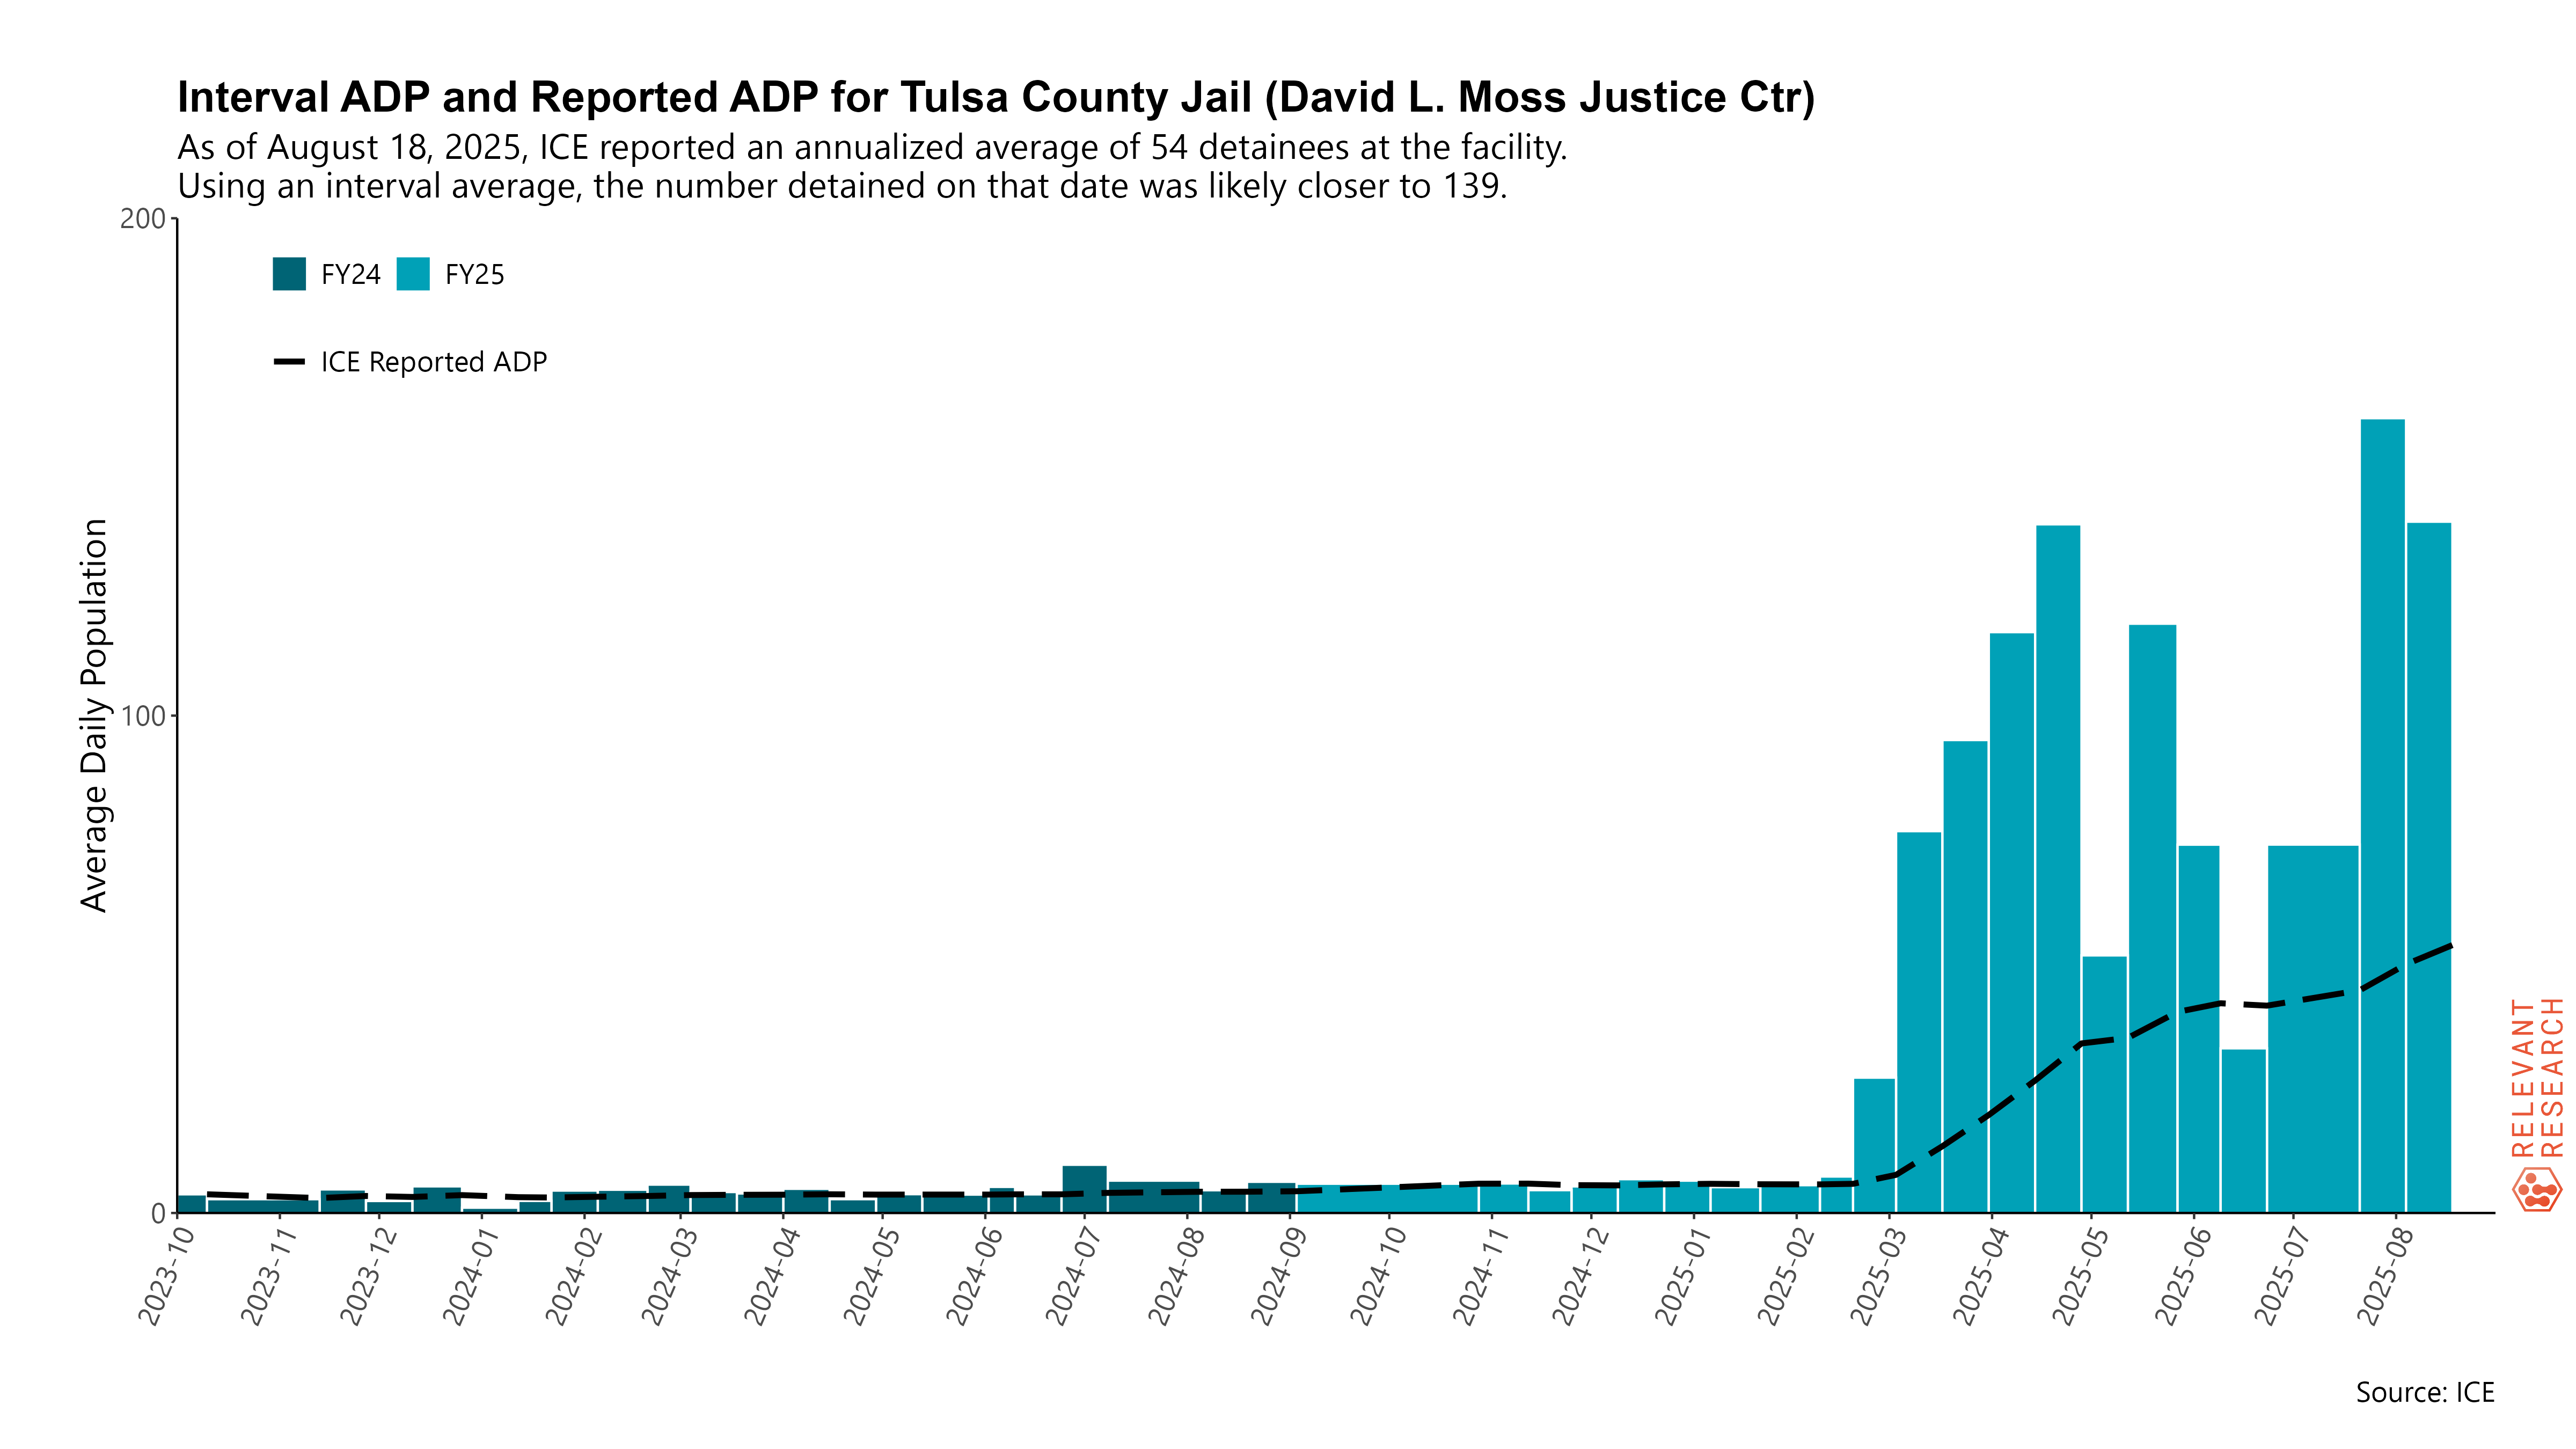 Interval ADP and Reported ADP for Tulsa County Jail (David L. Moss Justice Ctr)
As of August 18, 2025, ICE reported an annualized average of 54 detainees at the facility.
Using an interval average, the number detained on that date was likely closer to 139.
200
FY24 FY25
ICE Reported ADP
Average Daily Population
100
0
2023-10 2023-11 2023-12 2024-01 2024-02 2024-03 2024-04 2024-05 2024-06 2024-07 2024-08 2024-09 2024-10 2024-11 2024-12 2025-01 2025-02 2025-03 2025-04 2025-05 2025-06 2025-07 2025-08
RELEVANT
RESEARCH
Source: ICE